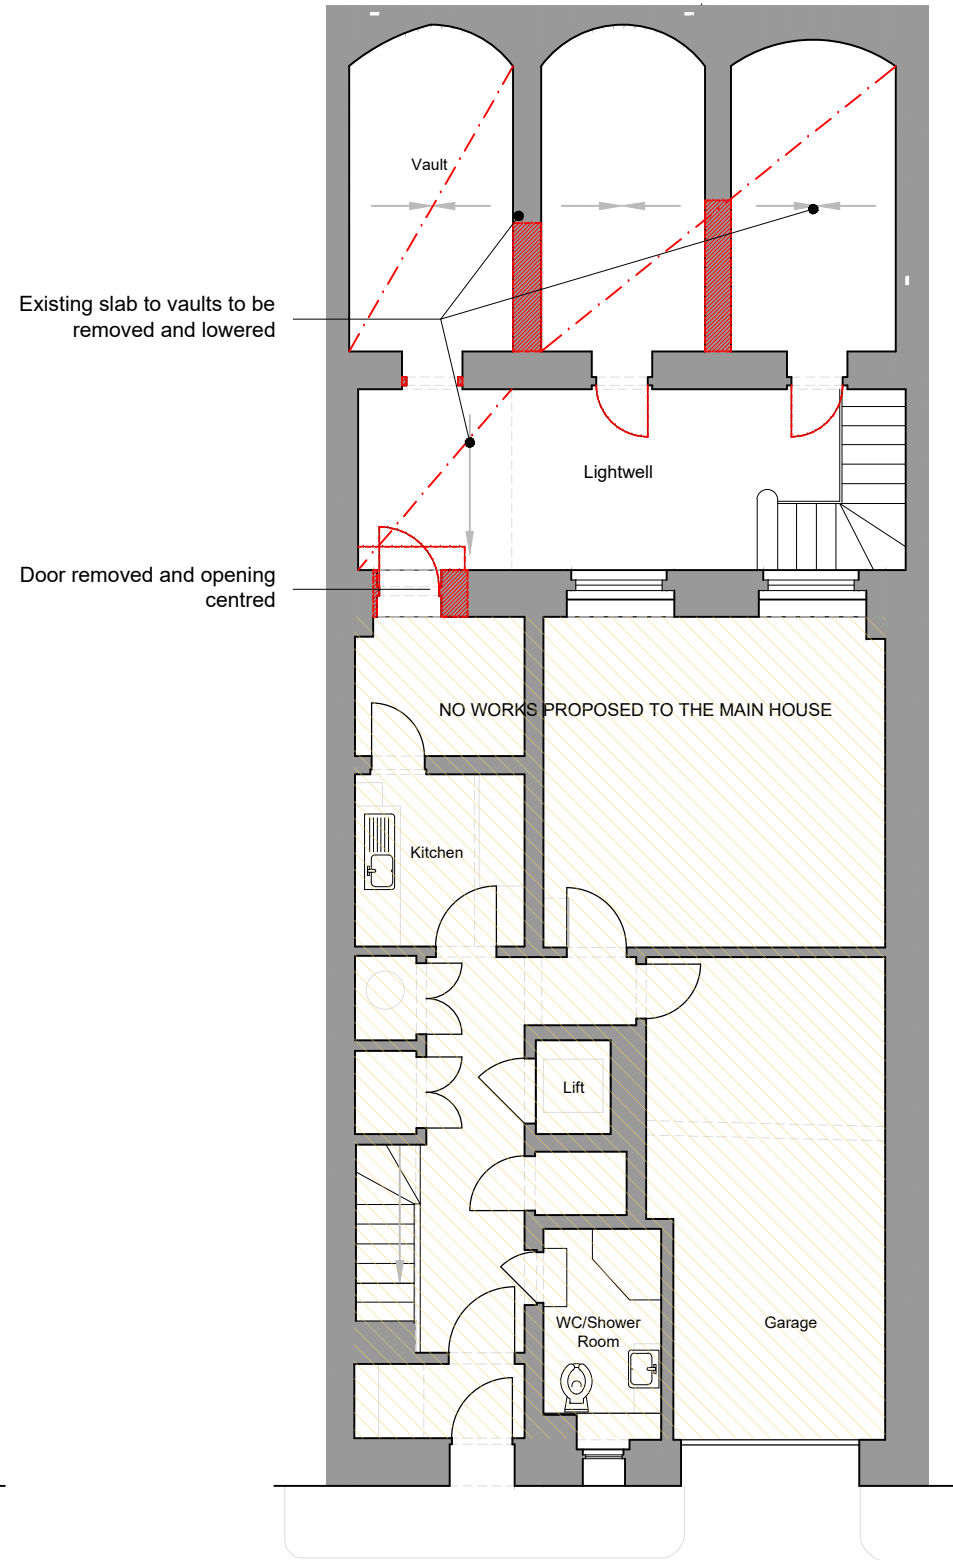 Vault
Existing slab to vaults to be
removed and lowered
Lightwell
Door removed and opening
centred
NO WORKS PROPOSED TO THE MAIN HOUSE
Kitchen
Lift
WC/Shower
Room
Garage